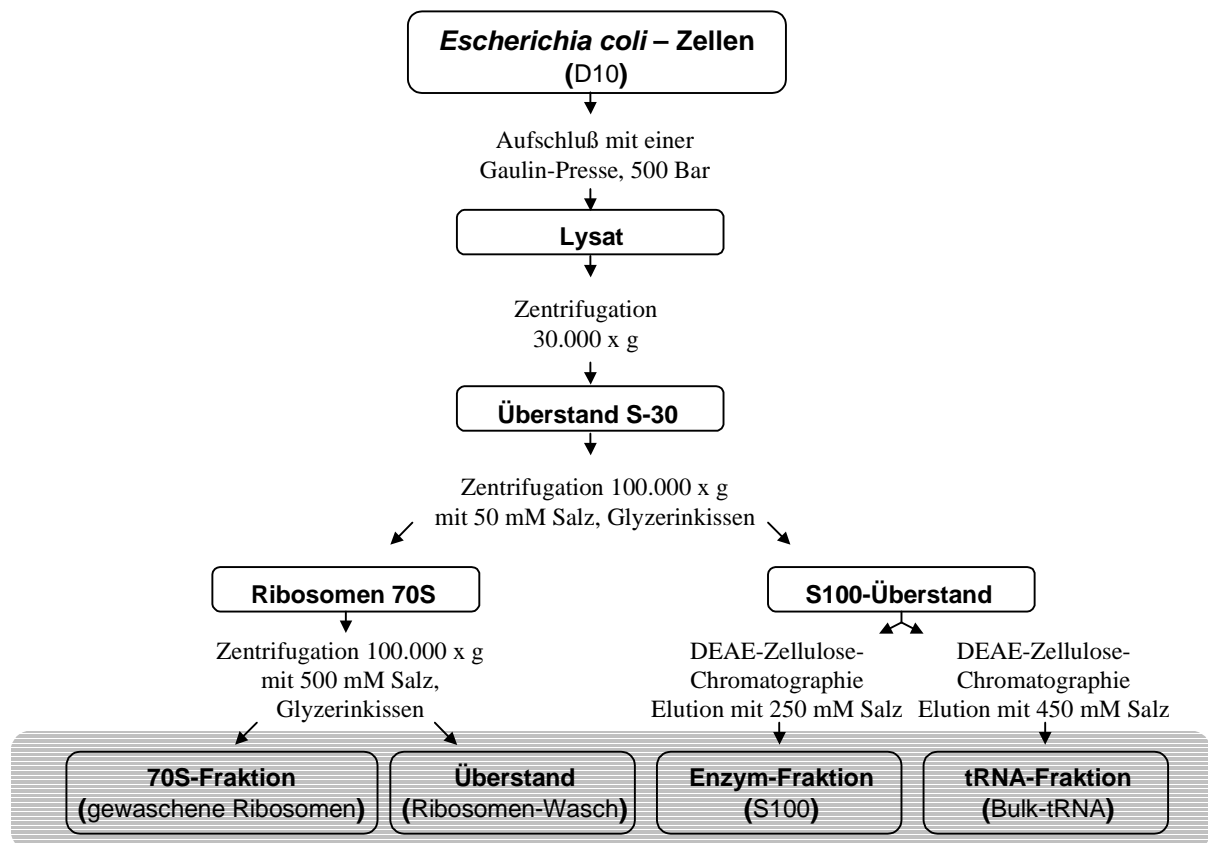 Escherichia coli – Zellen
(D10)
Aufschluß mit einer
Gaulin-Presse, 500 Bar
Lysat
Zentrifugation
30.000 x g
Überstand S-30
Zentrifugation 100.000 x g
mit 50 mM Salz, Glyzerinkissen
Ribosomen 70S
S100-Überstand
Zentrifugation 100.000 x g
mit 500 mM Salz,
Glyzerinkissen
DEAE-Zellulose-
Chromatographie
Elution mit 250 mM Salz
DEAE-Zellulose-
Chromatographie
Elution mit 450 mM Salz
70S-Fraktion
(gewaschene Ribosomen)
Überstand
(Ribosomen-Wasch)
Enzym-Fraktion
(S100)
tRNA-Fraktion
(Bulk-tRNA)